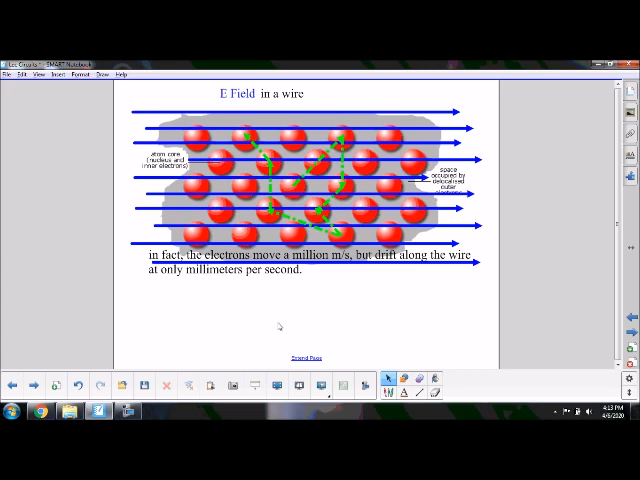 Lec Circuits * - SMART Notebook
File Edit View Insert Format Draw Help
E Field in a wire
atom core
(nucleus and
inner electrons)
space
occupied by
delocalised
outer
electrons
in fact, the electrons move a million m/s, but drift along the wire
at only millimeters per second.
Extend Page
4:13 PM
4/6/2020